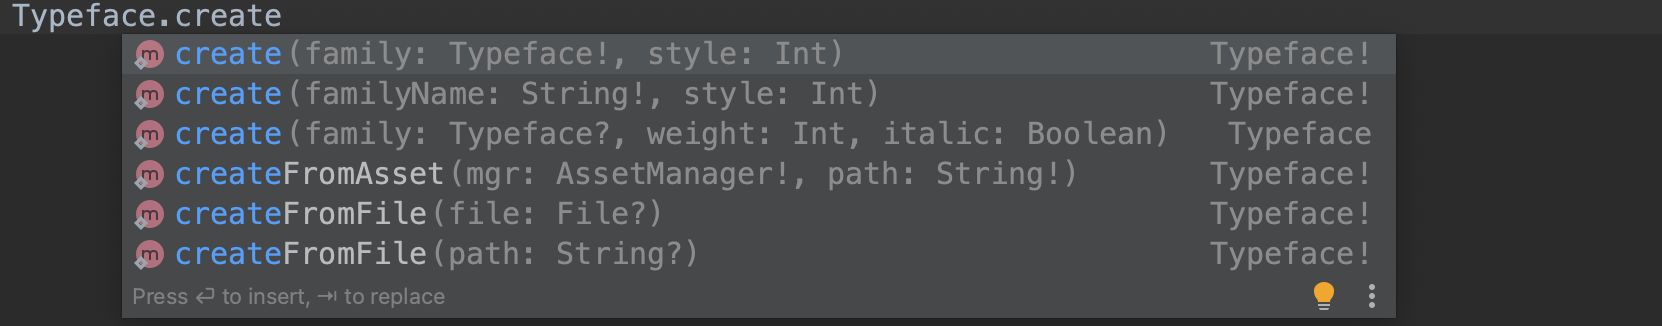 Typeface.create
m create(family: Typeface!, style: Int) Typeface!
m create(familyName: String!, style: Int) Typeface!
m create(family: Typeface?, weight: Int, italic: Boolean) Typeface
m createFromAsset(mgr: AssetManager!, path: String!) Typeface!
m createFromFile(file: File?) Typeface!
m createFromFile(path: String?) Typeface!
Press ↩ to insert, ⇥ to replace